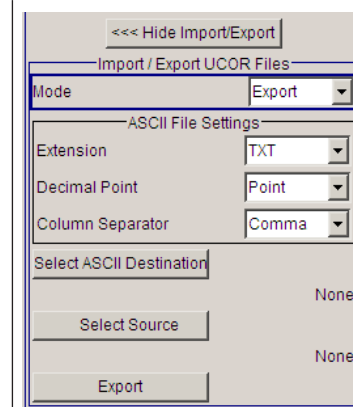 <<< Hide Import/Export
Import / Export UCOR Files
Mode Export
ASCII File Settings
Extension TXT
Decimal Point Point
Column Separator Comma
Select ASCII Destination
None
Select Source
None
Export